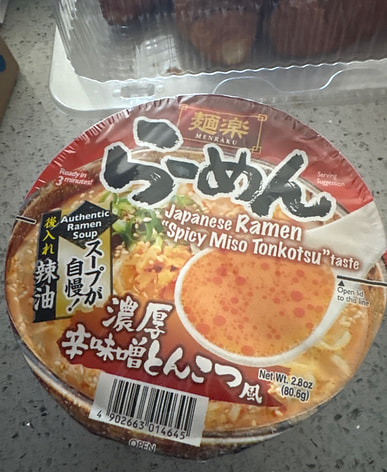 麺楽
MENRAKU
らーめん
Ready in
3 minutes!
Serving
Suggestion
Japanese Ramen
"Spicy Miso Tonkotsu" taste
Authentic
Ramen
Soup
スープが
自慢!
後入れ 辣油
Open lid
to this line
濃厚
辛味噌とんこつ風
Net Wt. 2.8oz
(80.6g)
4 902663 014645
OPEN